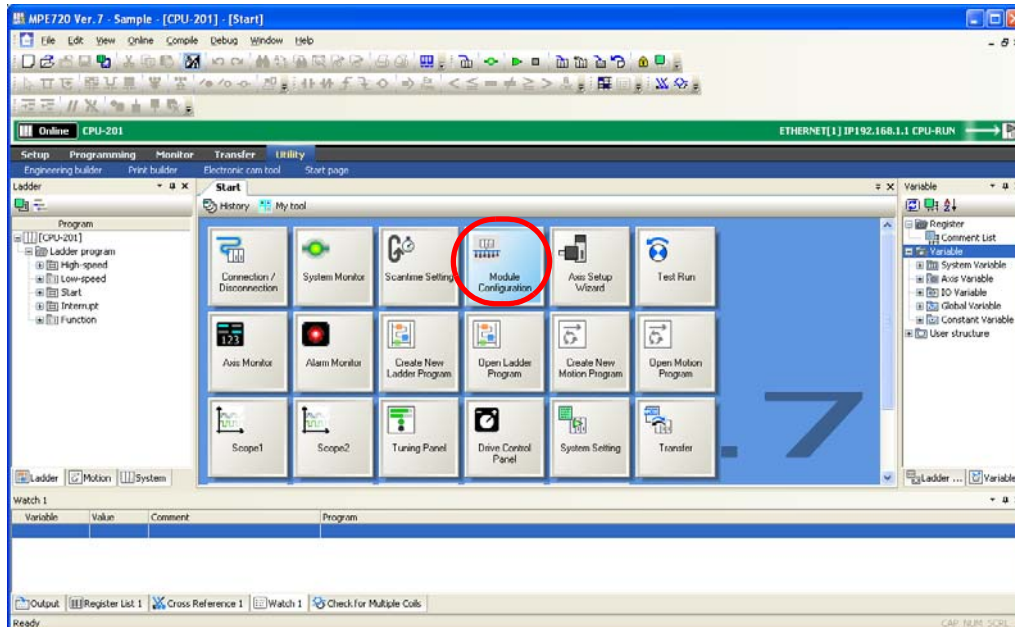 MPE720 Ver. 7 - Sample - [CPU-201] - [Start]
File Edit View Online Compile Debug Window Help
Online CPU-201
ETHERNET[1] IP192.168.1.1 CPU-RUN
Setup Programming Monitor Transfer Utility
Engineering builder Print builder Electronic cam tool Start page
Ladder
Program
[CPU-201]
Ladder program
High-speed
Low-speed
Start
Interrupt
Function
Ladder Motion System
Start
History My tool
Connection /
Disconnection
System Monitor
Scantime Setting
Module
Configuration
Axis Setup
Wizard
Test Run
123
Axis Monitor
Alarm Monitor
Create New
Ladder Program
Open Ladder
Program
Create New
Motion Program
Open Motion
Program
Scope1
Scope2
Tuning Panel
Drive Control
Panel
System Setting
Transfer
.7
Variable
Register
Comment List
Variable
System Variable
Axis Variable
IO Variable
Global Variable
Constant Variable
User structure
Ladder ... Variable
Watch 1
Variable Value Comment Program
Output Register List 1 Cross Reference 1 Watch 1 Check for Multiple Coils
Ready
CAP NUM SCRL